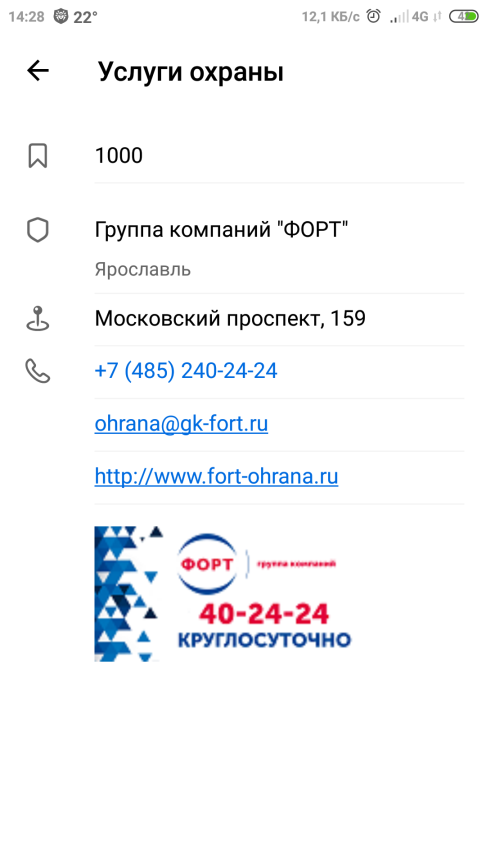 14:28 22° 12,1 КБ/с 4G
Услуги охраны
1000
Группа компаний "ФОРТ"
Ярославль
Московский проспект, 159
+7 (485) 240-24-24
ohrana@gk-fort.ru
http://www.fort-ohrana.ru
ФОРТ группа компаний
40-24-24
КРУГЛОСУТОЧНО